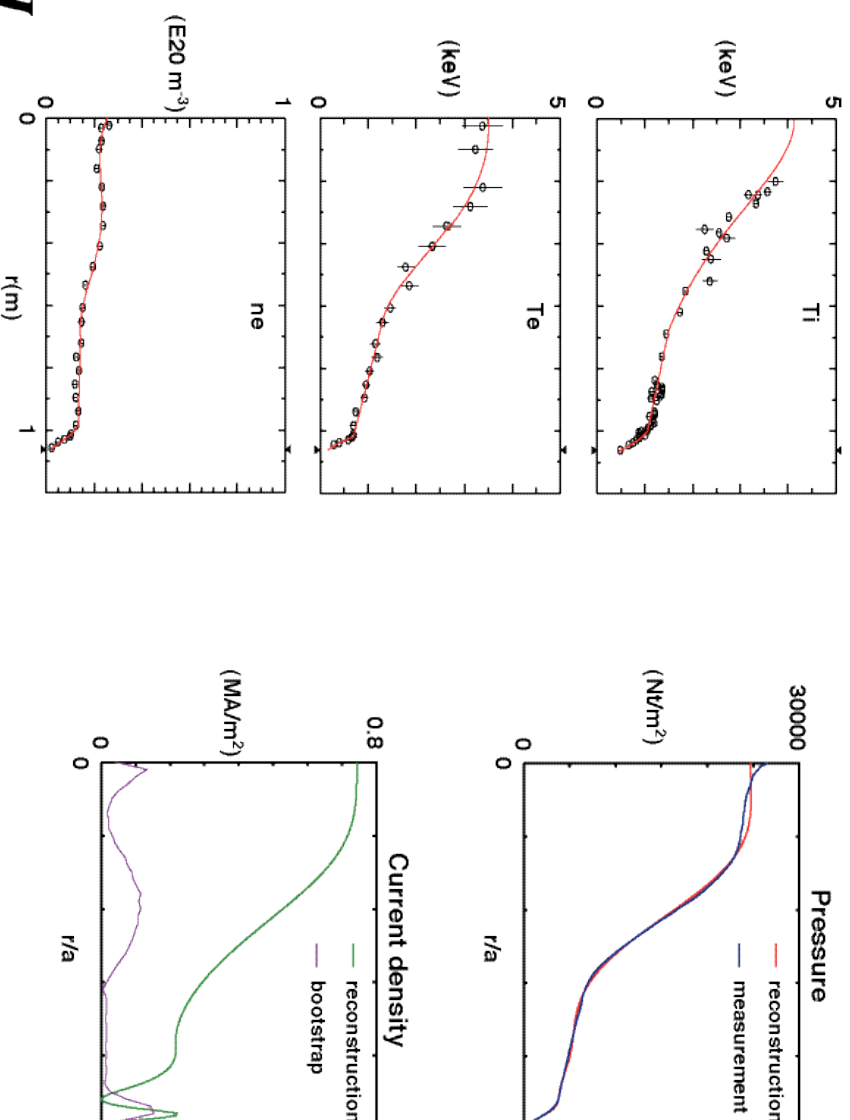 Ti
(keV)
0
5
Te
(keV)
0
5
ne
(E20 m-3)
0
1
0
1
r(m)
Pressure
reconstruction
measurement
(Nt/m²)
30000
0
0
r/a
Current density
reconstruction
bootstrap
(MA/m²)
0.8
0
0
r/a